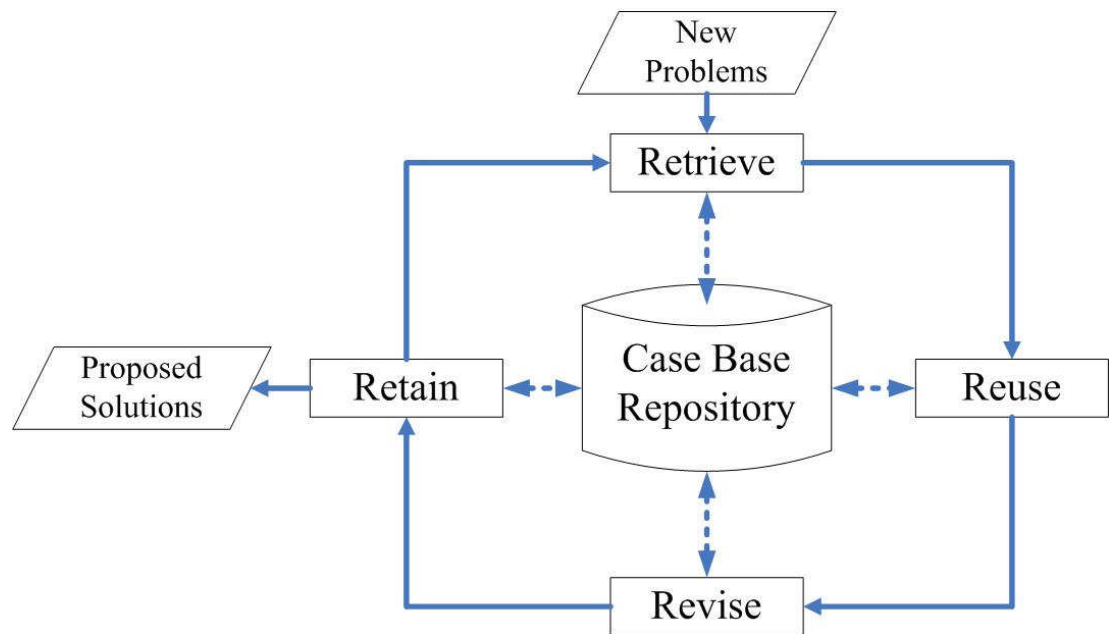 New
Problems
Retrieve
Case Base
Repository
Proposed
Solutions
Retain
Reuse
Revise